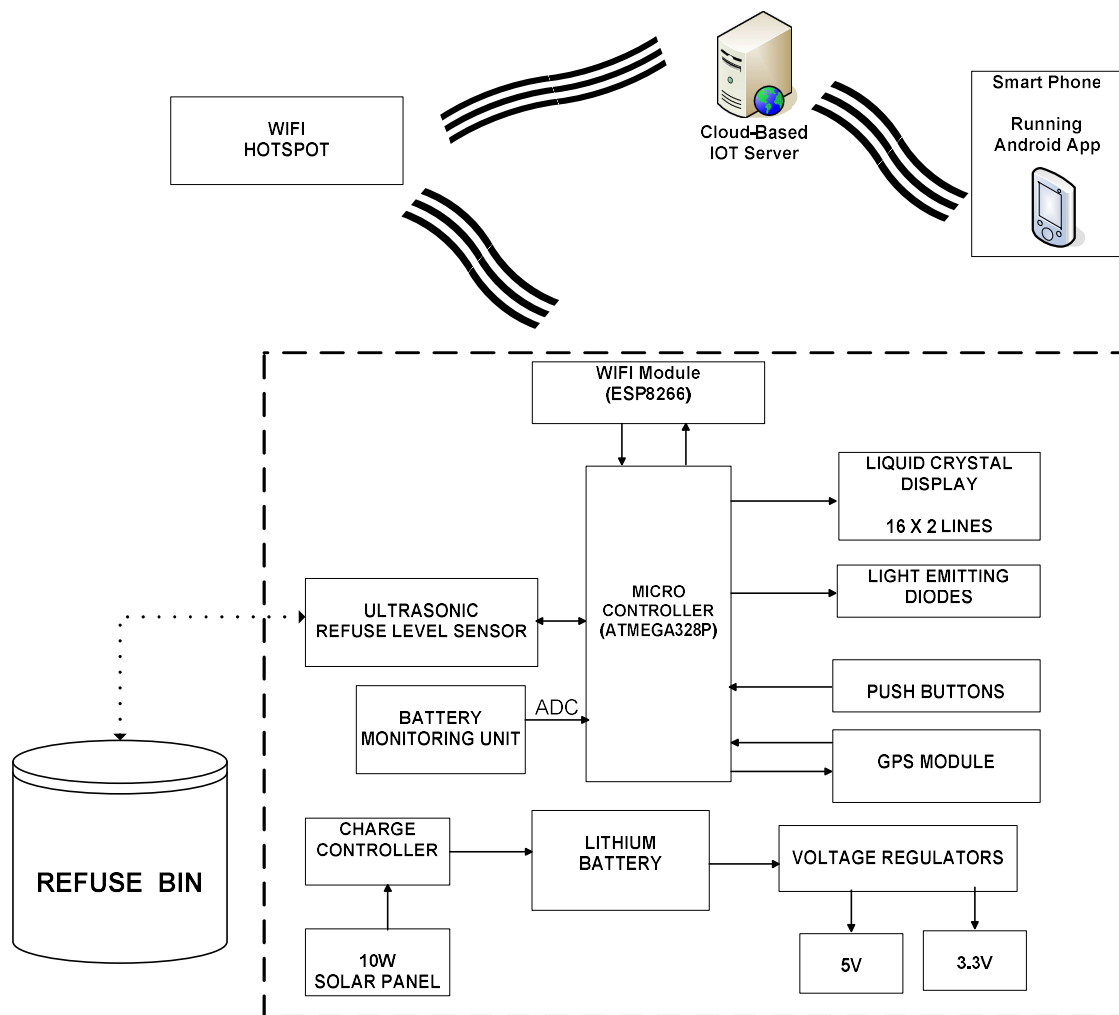 WIFI
HOTSPOT
Cloud-Based
IOT Server
Smart Phone
Running
Android App
WIFI Module
(ESP8266)
LIQUID CRYSTAL
DISPLAY
16 X 2 LINES
MICRO
CONTROLLER
(ATMEGA328P)
LIGHT EMITTING
DIODES
ULTRASONIC
REFUSE LEVEL SENSOR
PUSH BUTTONS
BATTERY
MONITORING UNIT
ADC
GPS MODULE
CHARGE
CONTROLLER
LITHIUM
BATTERY
VOLTAGE REGULATORS
REFUSE BIN
10W
SOLAR PANEL
5V
3.3V